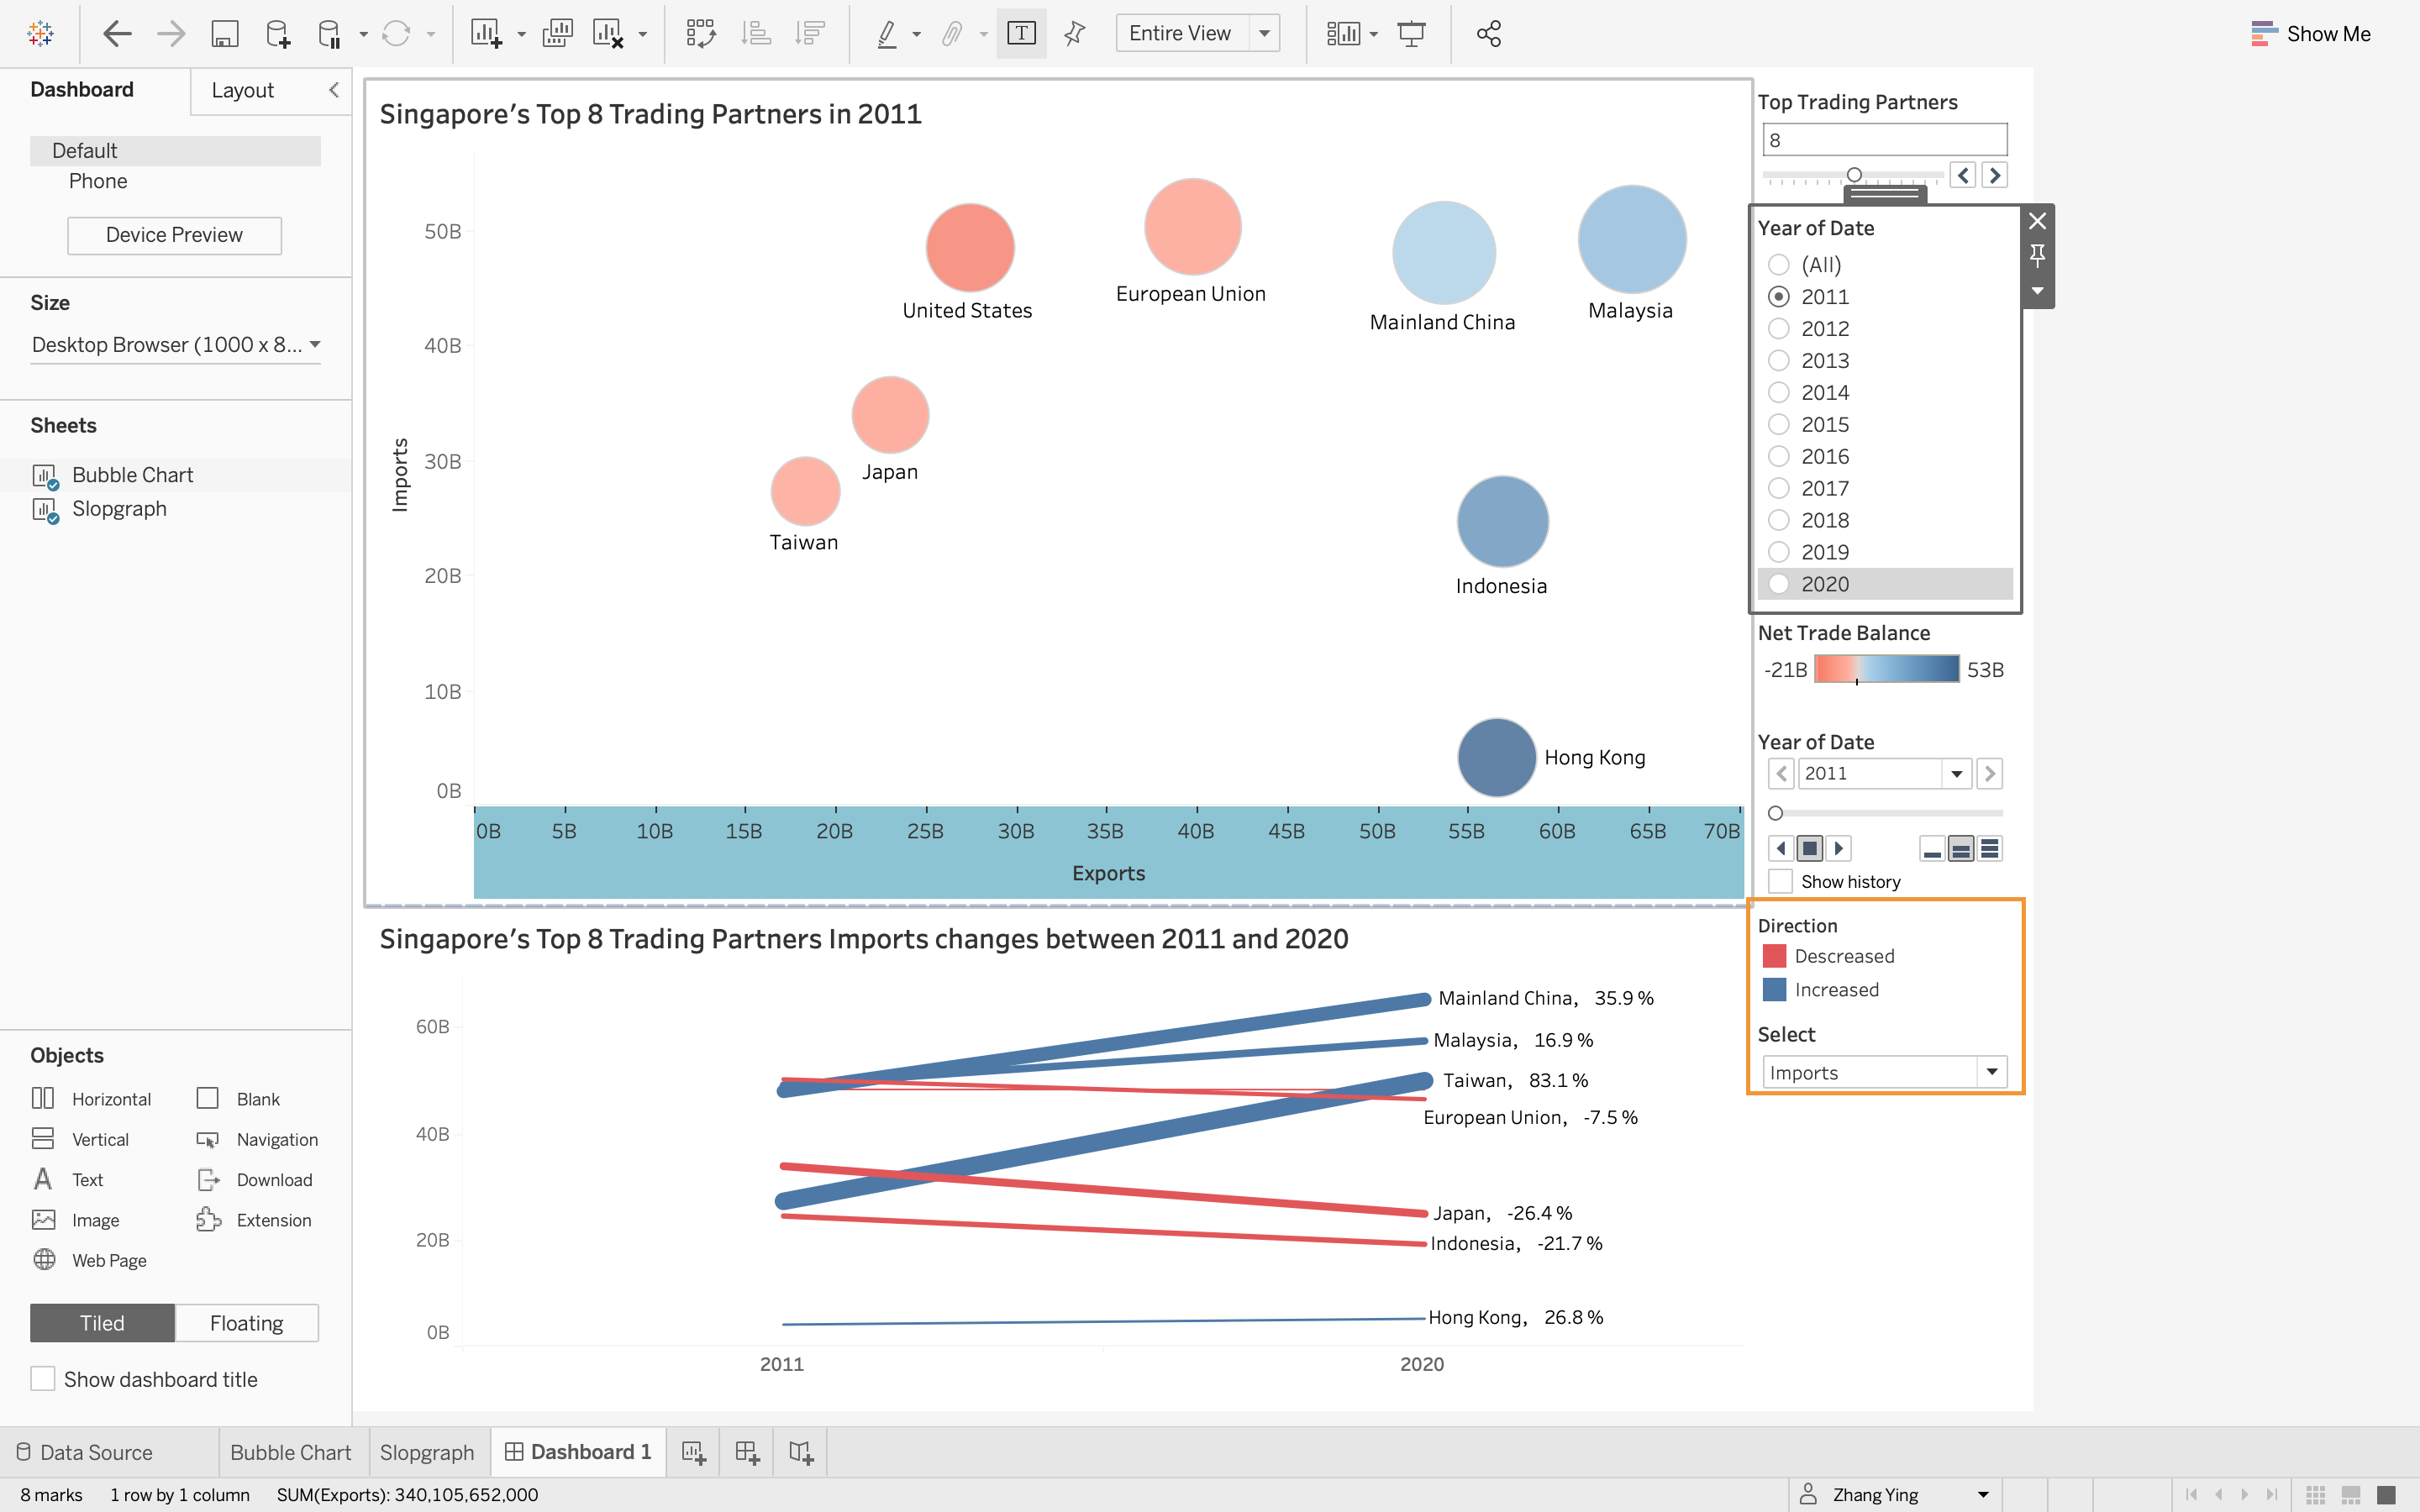 Entire View
Show Me
Dashboard
Layout
Default
Phone
Device Preview
Size
Desktop Browser (1000 x 8...
Sheets
Bubble Chart
Slopgraph
Objects
Horizontal
Blank
Vertical
Navigation
Text
Download
Image
Extension
Web Page
Tiled
Floating
Show dashboard title
Singapore's Top 8 Trading Partners in 2011
Imports
50B
40B
30B
20B
10B
0B
United States
European Union
Mainland China
Malaysia
Japan
Taiwan
Indonesia
Hong Kong
0B 5B 10B 15B 20B 25B 30B 35B 40B 45B 50B 55B 60B 65B 70B
Exports
Singapore's Top 8 Trading Partners Imports changes between 2011 and 2020
60B
40B
20B
0B
Mainland China, 35.9 %
Malaysia, 16.9 %
Taiwan, 83.1 %
European Union, -7.5 %
Japan, -26.4 %
Indonesia, -21.7 %
Hong Kong, 26.8 %
2011
2020
Top Trading Partners
8
Year of Date
(All)
2011
2012
2013
2014
2015
2016
2017
2018
2019
2020
Net Trade Balance
-21B
53B
Year of Date
2011
Show history
Direction
Descreased
Increased
Select
Imports
Data Source
Bubble Chart
Slopgraph
Dashboard 1
8 marks
1 row by 1 column
SUM(Exports): 340,105,652,000
Zhang Ying